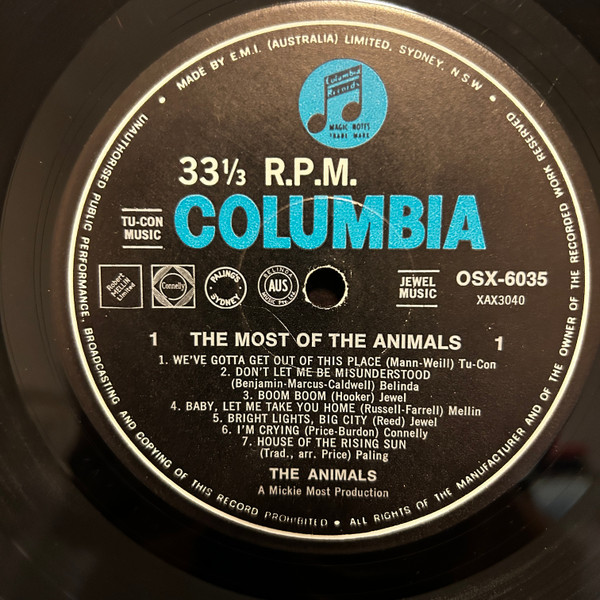 MADE BY E.M.I. (AUSTRALIA) LIMITED, SYDNEY, N.S.W.
Columbia
Records
MAGIC NOTES
TRADE MARK
33⅓ R.P.M.
COLUMBIA
TU-CON
MUSIC
Robert
MELLIN
Limited
Connelly
PALING'S
SYDNEY
BELINDA
AUS
MUSIC PTY LTD
JEWEL
MUSIC
OSX-6035
XAX3040
1 THE MOST OF THE ANIMALS 1
1. WE'VE GOTTA GET OUT OF THIS PLACE (Mann-Weill) Tu-Con
2. DON'T LET ME BE MISUNDERSTOOD
(Benjamin-Marcus-Caldwell) Belinda
3. BOOM BOOM (Hooker) Jewel
4. BABY, LET ME TAKE YOU HOME (Russell-Farrell) Mellin
5. BRIGHT LIGHTS, BIG CITY (Reed) Jewel
6. I'M CRYING (Price-Burdon) Connelly
7. HOUSE OF THE RISING SUN
(Trad., arr. Price) Paling
THE ANIMALS
A Mickie Most Production
UNAUTHORISED PUBLIC PERFORMANCE, BROADCASTING AND COPYING OF THIS RECORD PROHIBITED • ALL RIGHTS OF THE MANUFACTURER AND OF THE OWNER OF THE RECORDED WORK RESERVED